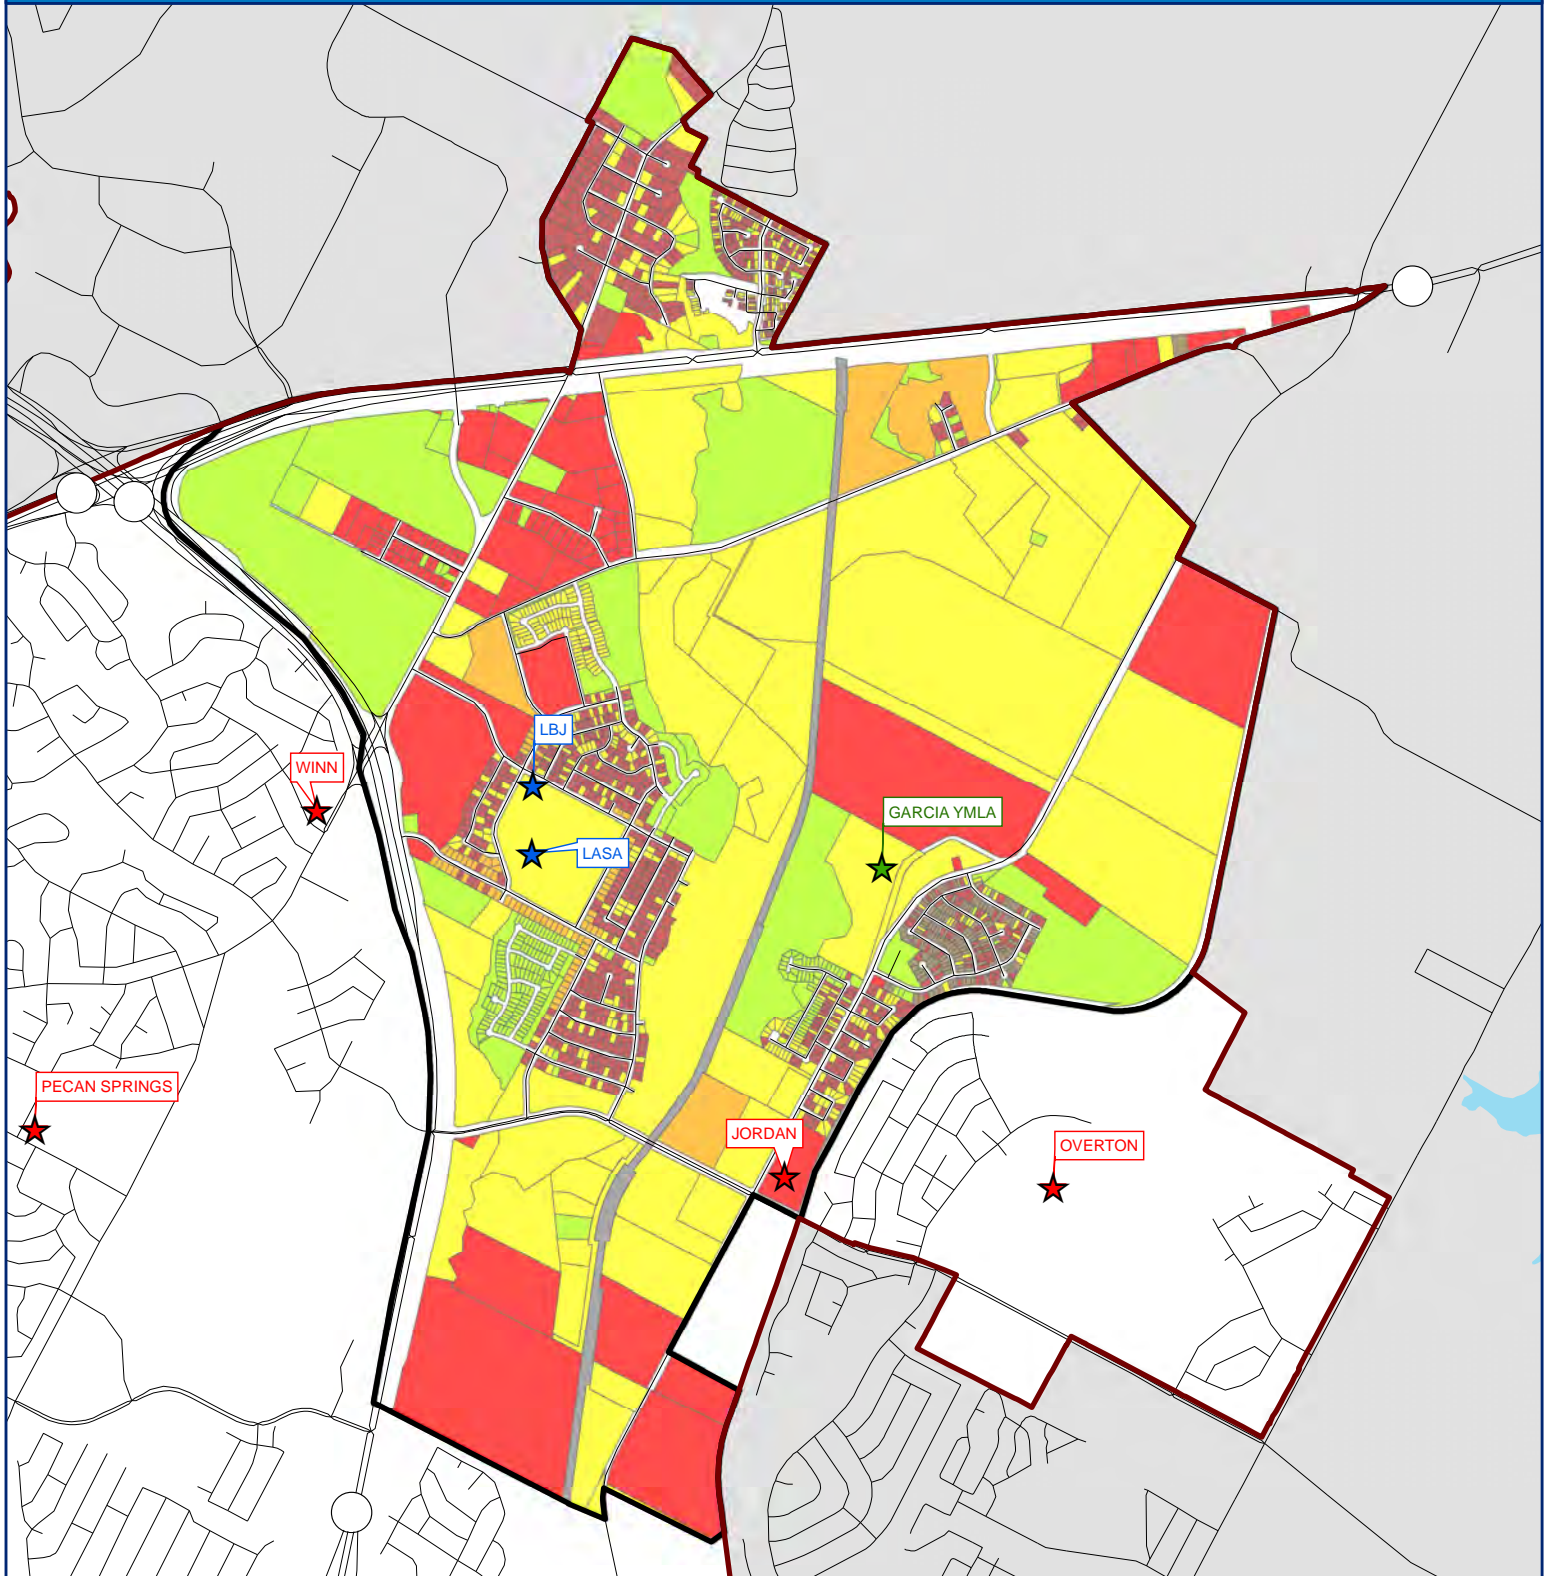 LBJ
WINN
GARCIA YMLA
LASA
PECAN SPRINGS
JORDAN
OVERTON